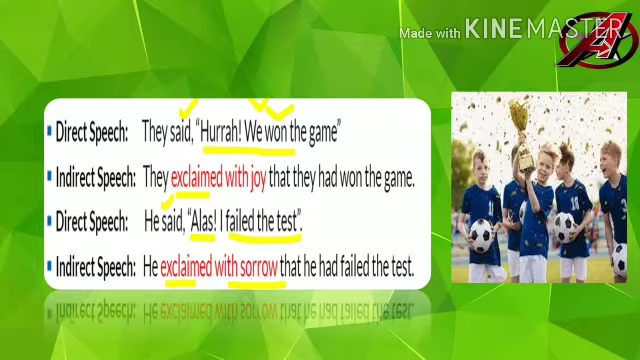 Made with KINEMASTER
Direct Speech: They said, “Hurrah! We won the game”
Indirect Speech: They exclaimed with joy that they had won the game.
Direct Speech: He said, “Alas! I failed the test”.
Indirect Speech: He exclaimed with sorrow that he had failed the test.